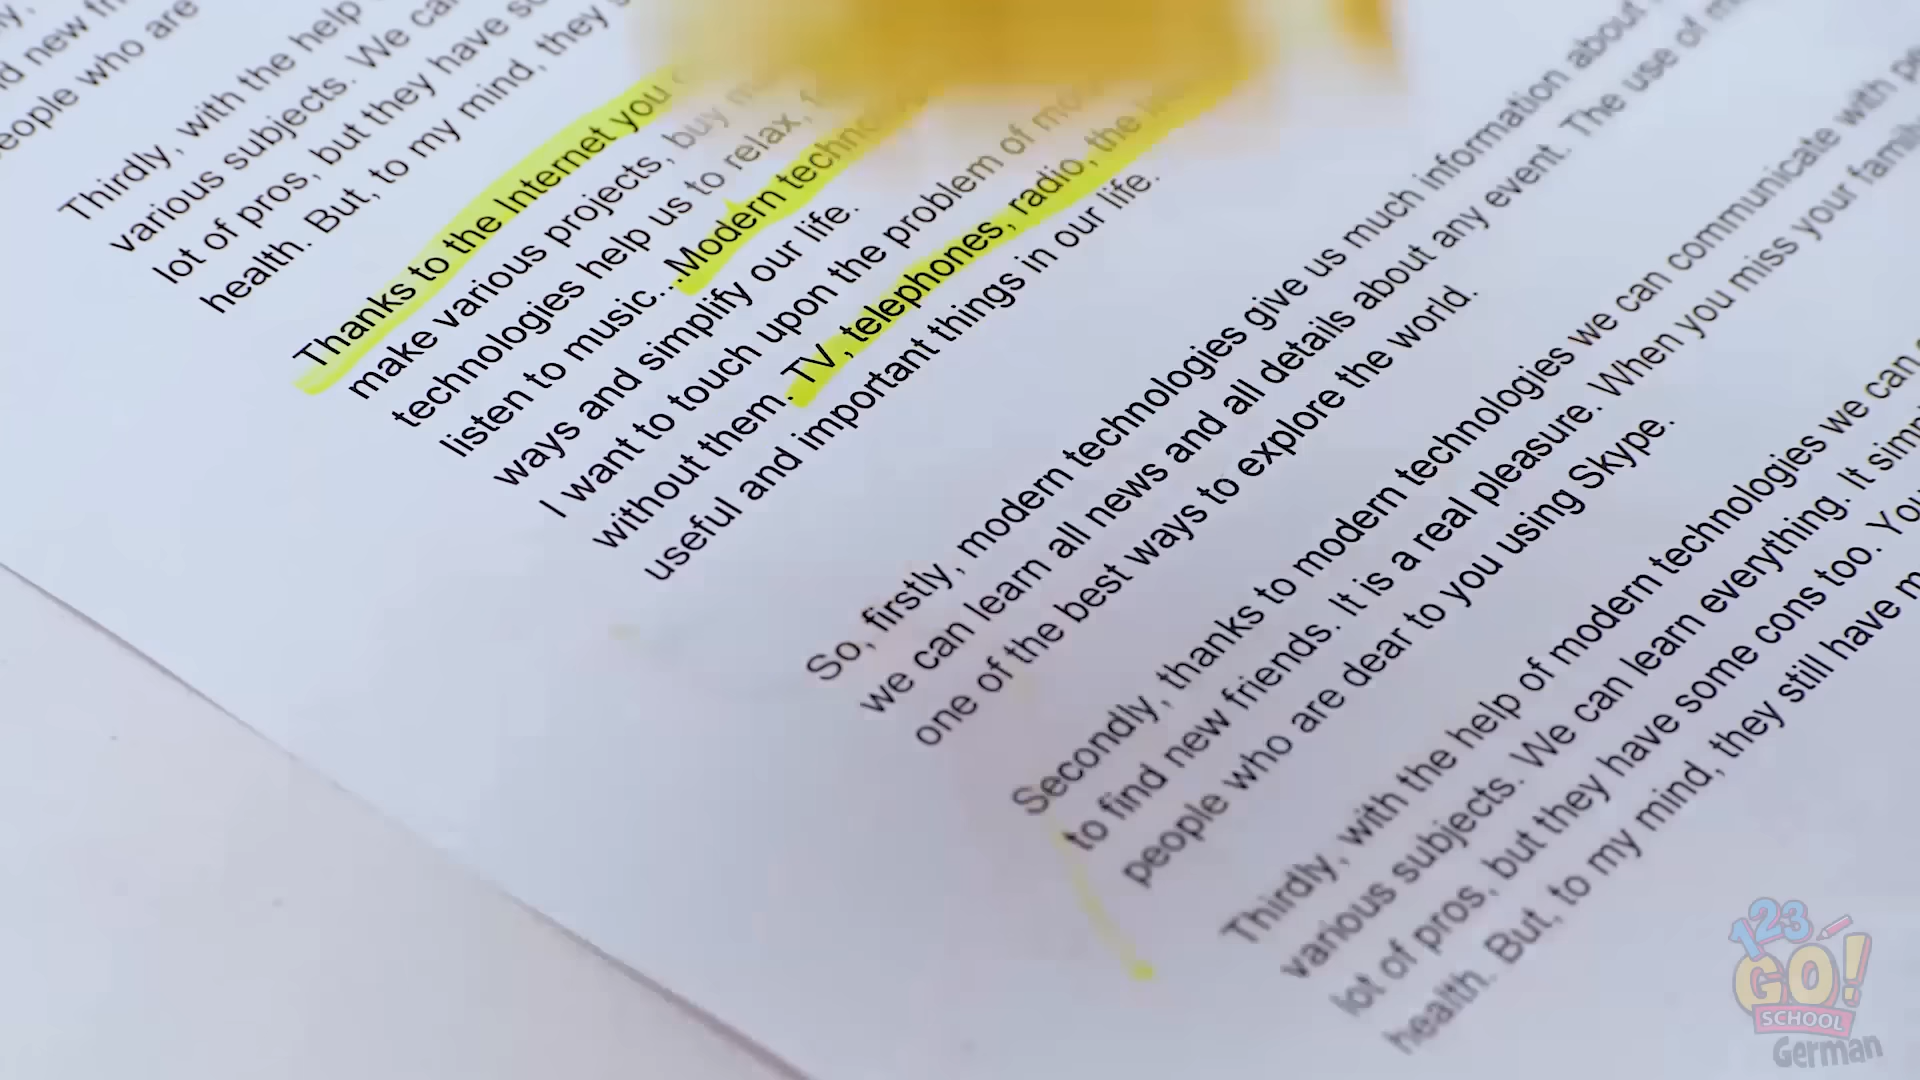 people who are
Thirdly, with the help
various subjects. We can
lot of pros, but they have
health. But, to my mind, they
Thanks to the Internet you
make various projects, buy
technologies help us to relax,
listen to music...Modern
ways and simplify our life.
I want to touch upon the problem of
without them. TV, telephones, radio, the
useful and important things in our life.
So, firstly, modern technologies give us much information about
we can learn all news and all details about any event. The use of
one of the best ways to explore the world.
Secondly, thanks to modern technologies we can communicate with
to find new friends. It is a real pleasure. When you miss your
people who are dear to you using Skype.
Thirdly, with the help of modern technologies we can
various subjects. We can learn everything. It
lot of pros, but they have some cons too. You
health. But, to my mind, they still have
123
GO!
SCHOOL
German